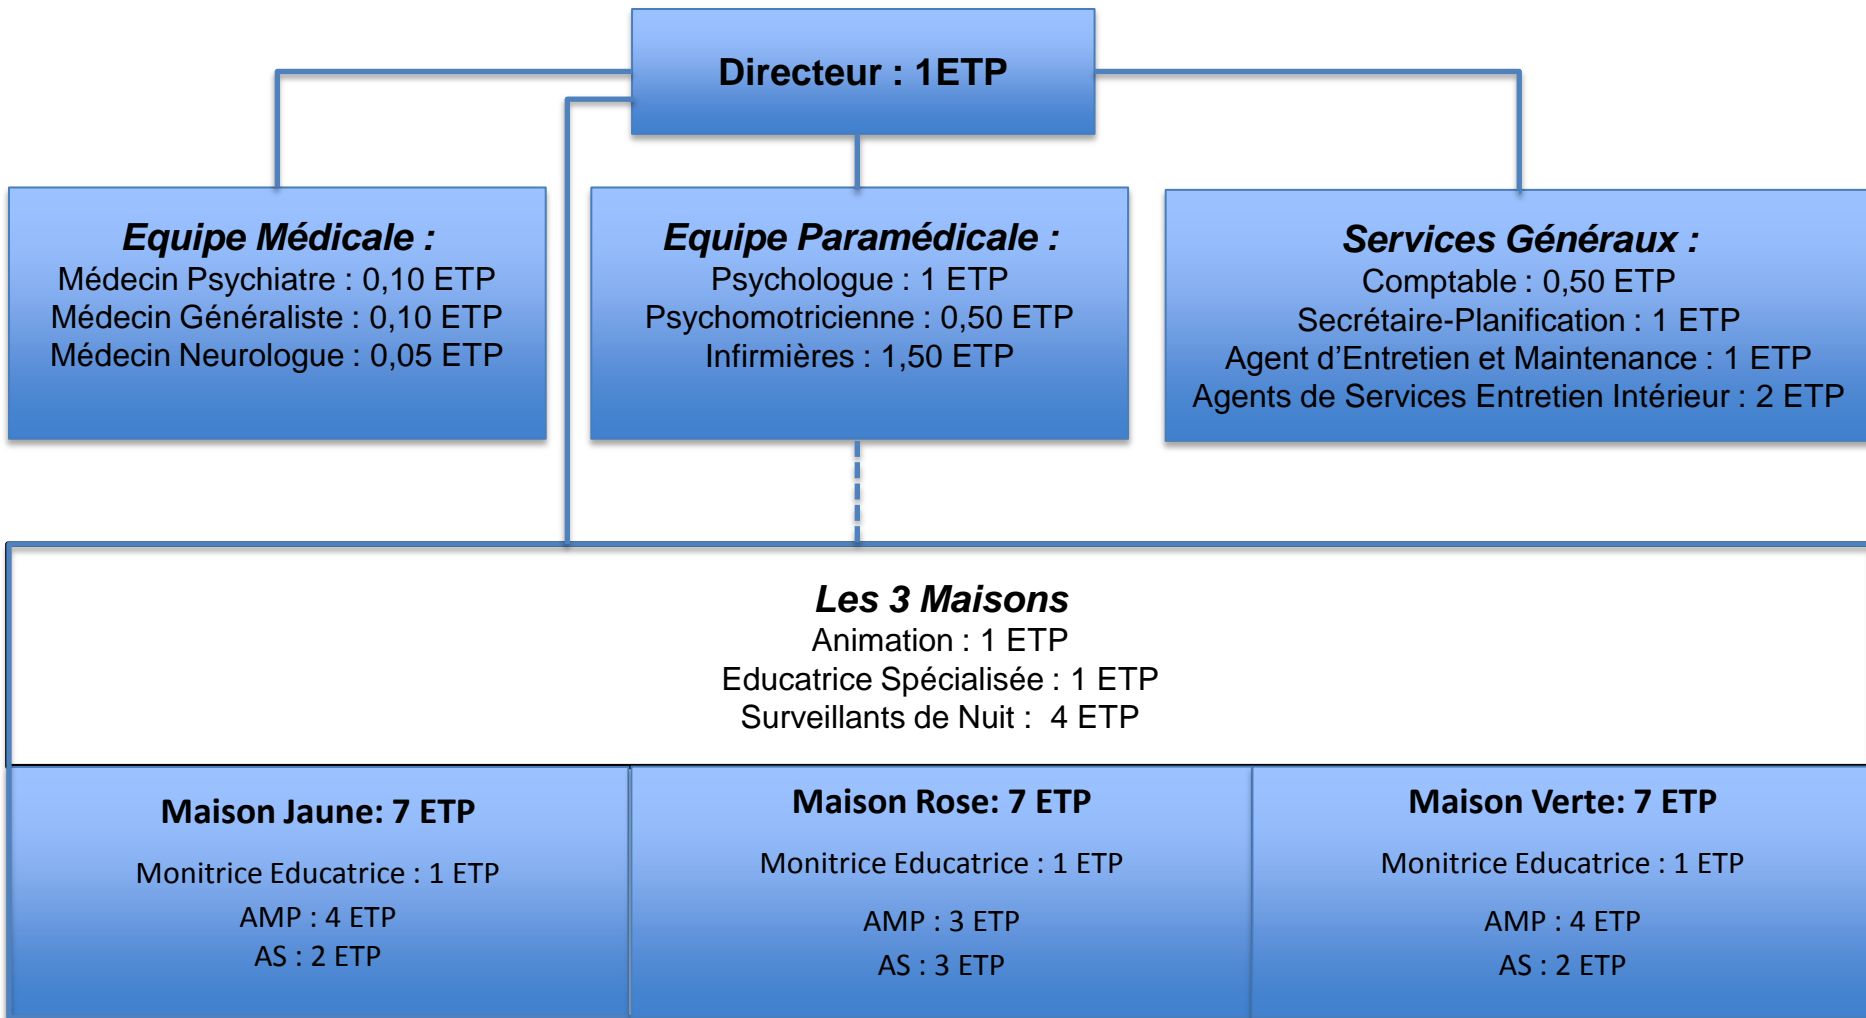 Directeur : 1ETP
Equipe Médicale :
Médecin Psychiatre : 0,10 ETP
Médecin Généraliste : 0,10 ETP
Médecin Neurologue : 0,05 ETP
Equipe Paramédicale :
Psychologue : 1 ETP
Psychomotricienne : 0,50 ETP
Infirmières : 1,50 ETP
Services Généraux :
Comptable : 0,50 ETP
Secrétaire-Planification : 1 ETP
Agent d’Entretien et Maintenance : 1 ETP
Agents de Services Entretien Intérieur : 2 ETP
Les 3 Maisons
Animation : 1 ETP
Educatrice Spécialisée : 1 ETP
Surveillants de Nuit :  4 ETP
Maison Jaune: 7 ETP
Monitrice Educatrice : 1 ETP
AMP : 4 ETP
AS : 2 ETP
Maison Rose: 7 ETP
Monitrice Educatrice : 1 ETP
AMP : 3 ETP
AS : 3 ETP
Maison Verte: 7 ETP
Monitrice Educatrice : 1 ETP
AMP : 4 ETP
AS : 2 ETP